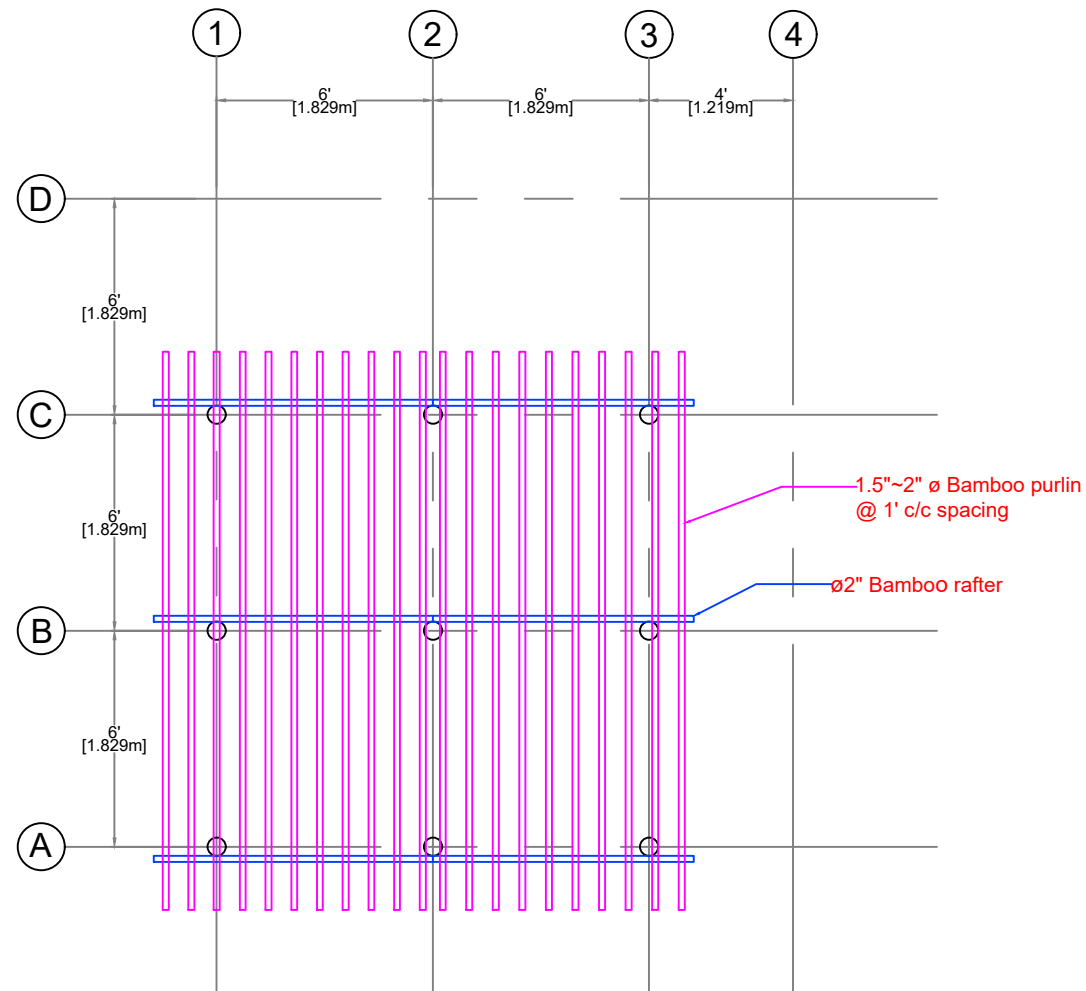 1
2
3
4
6'
[1.829m]
6'
[1.829m]
4'
[1.219m]
D
6'
[1.829m]
C
1.5"~2" ø Bamboo purlin
@ 1' c/c spacing
6'
[1.829m]
ø2" Bamboo rafter
B
6'
[1.829m]
A